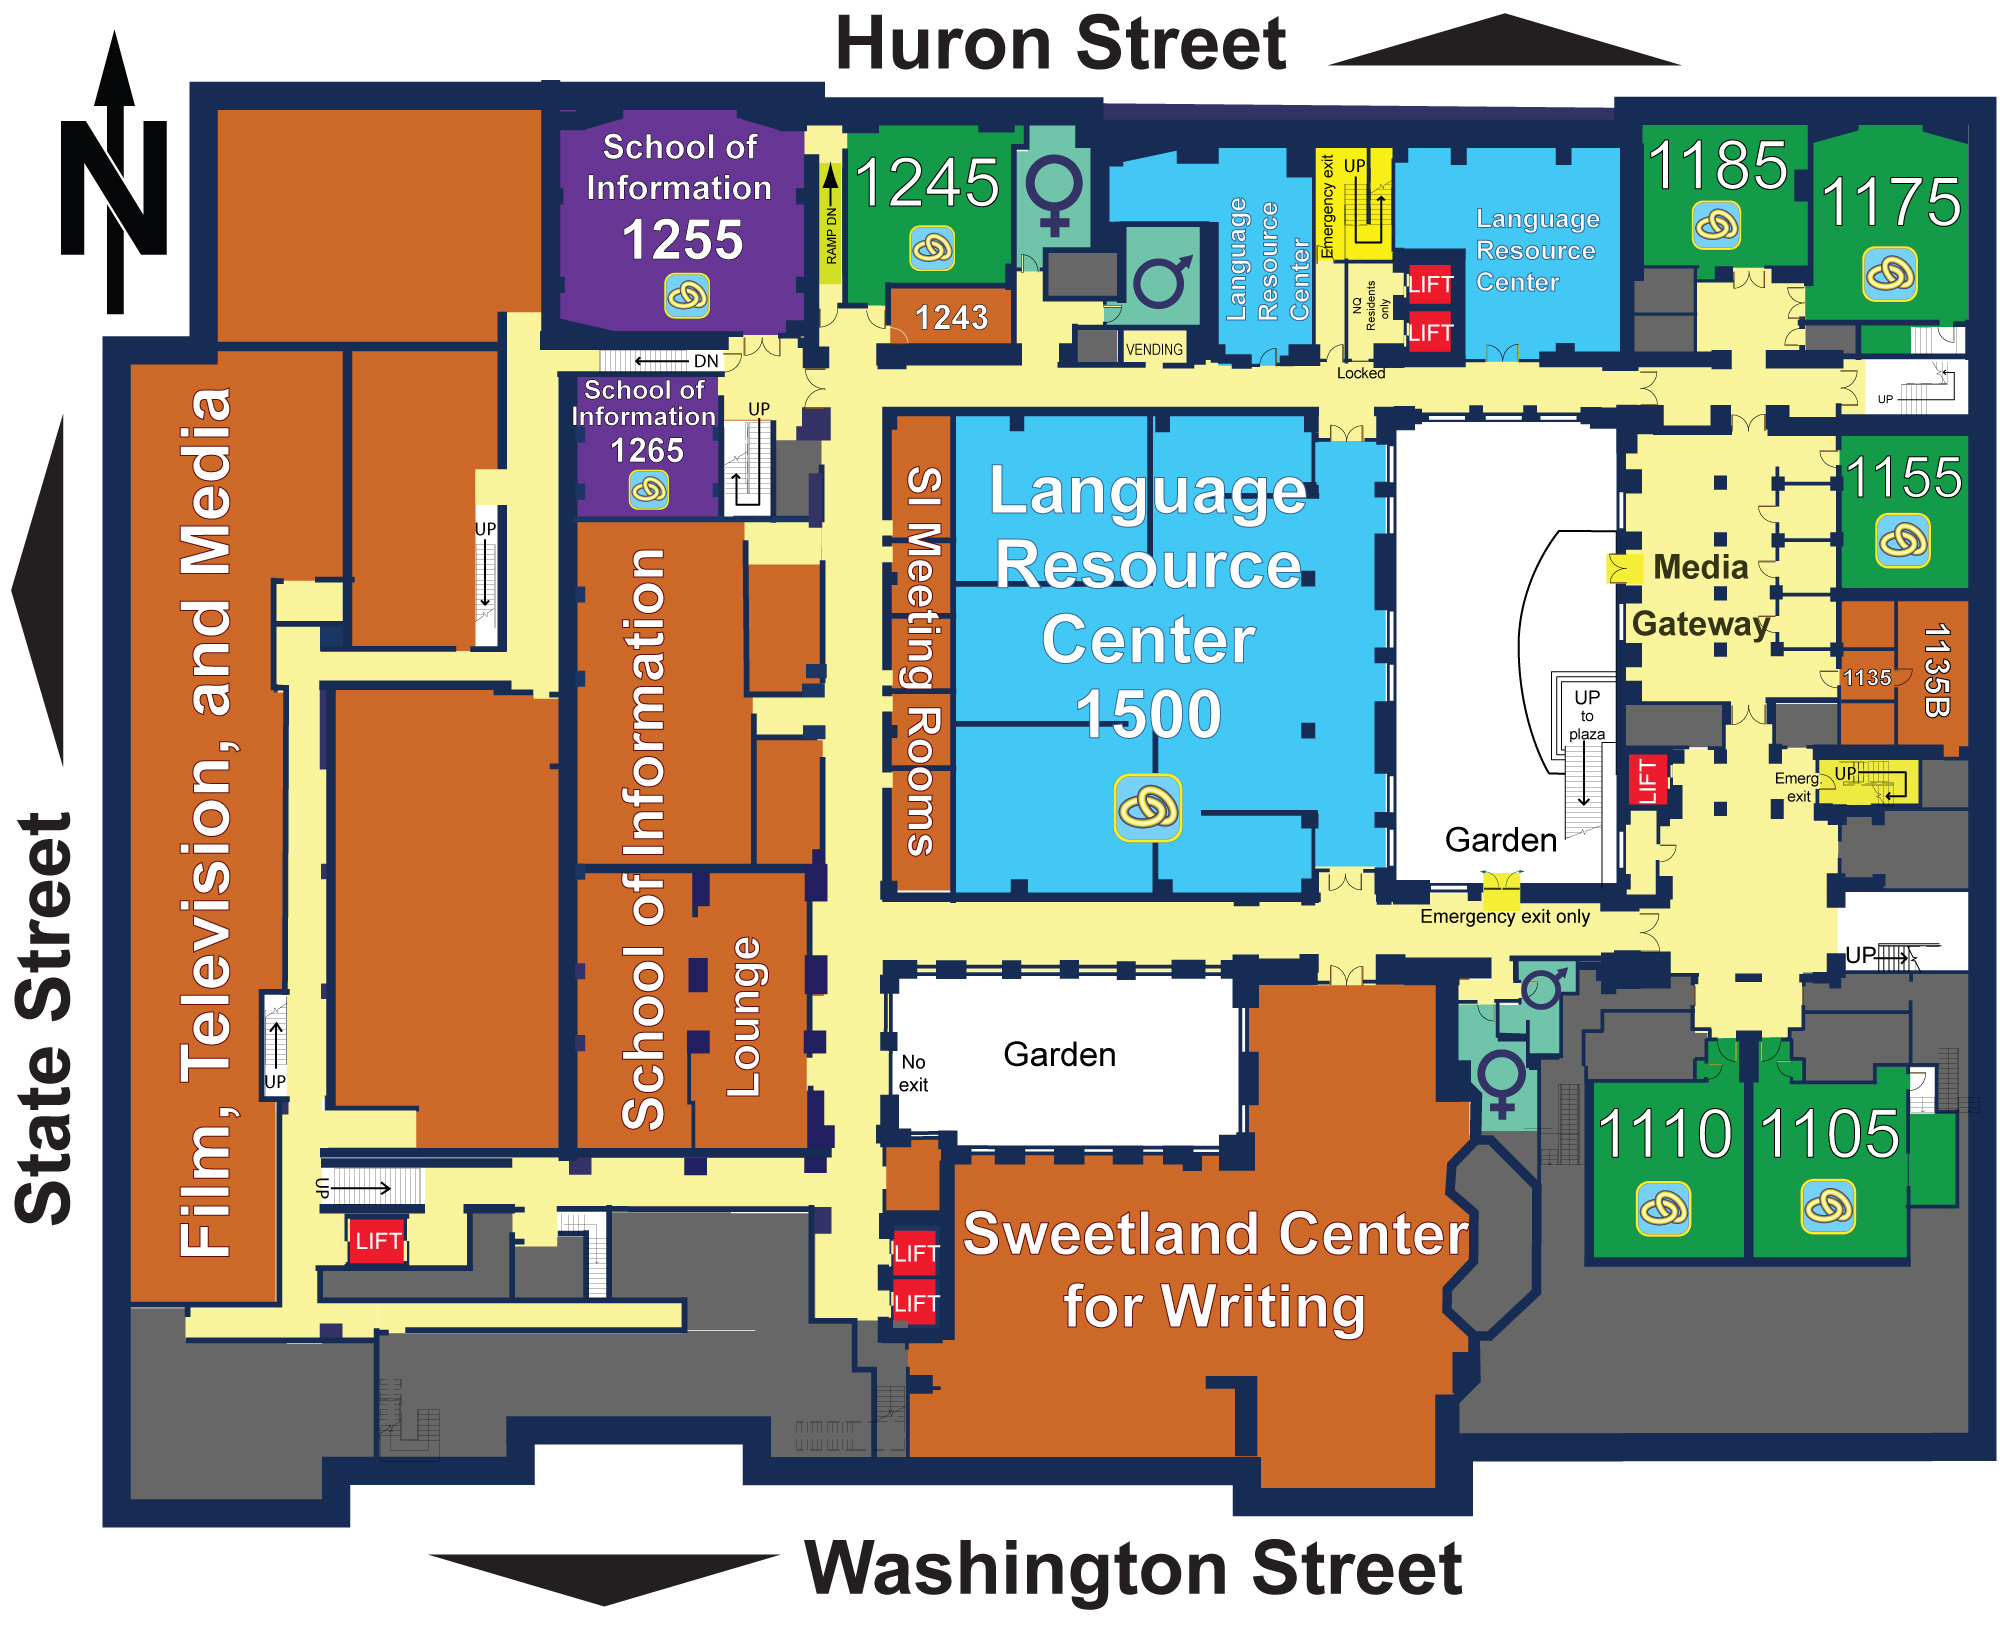 Huron Street
N
School of
Information
1255
RAMP DN
1245
1243
VENDING
Language
Resource
Center
Emergency exit
UP
NQ
Residents
only
Locked
LIFT
LIFT
Language
Resource
Center
1185
1175
UP
DN
School of
Information
1265
UP
UP
SI Meeting Rooms
Language
Resource
Center
1500
Media
Gateway
1155
1135
1135B
UP
to
plaza
Garden
LIFT
Emerg.
exit
UP
Emergency exit only
UP
Film, Television, and Media
School of Information
Lounge
State Street
UP
No
exit
Garden
UP
LIFT
LIFT
LIFT
Sweetland Center
for Writing
1110
1105
Washington Street